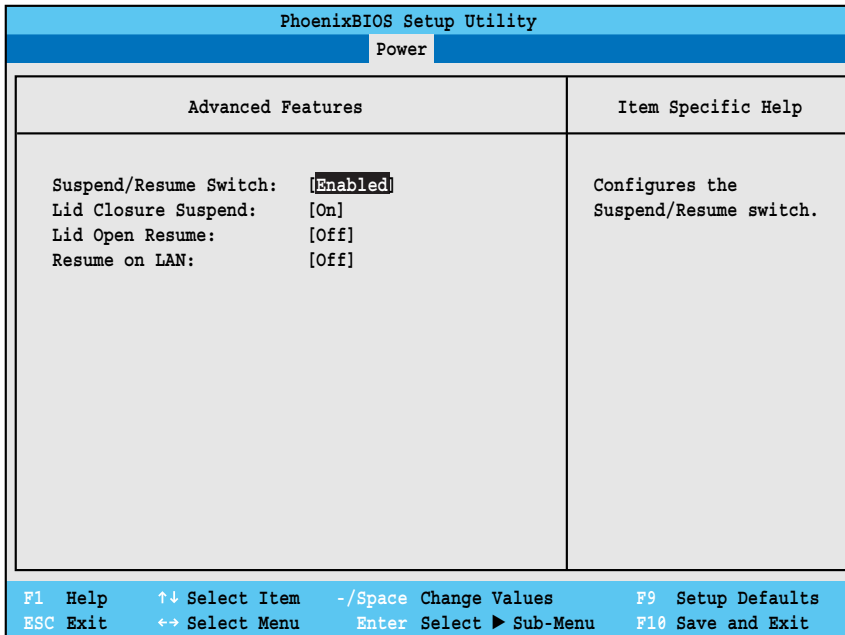 PhoenixBIOS Setup Utility
Power
Advanced Features
Item Specific Help
Suspend/Resume Switch: [Enabled]
Lid Closure Suspend: [On]
Lid Open Resume: [Off]
Resume on LAN: [Off]
Configures the
Suspend/Resume switch.
F1 Help ↑↓ Select Item -/Space Change Values F9 Setup Defaults
ESC Exit ←→ Select Menu Enter Select ▶ Sub-Menu F10 Save and Exit